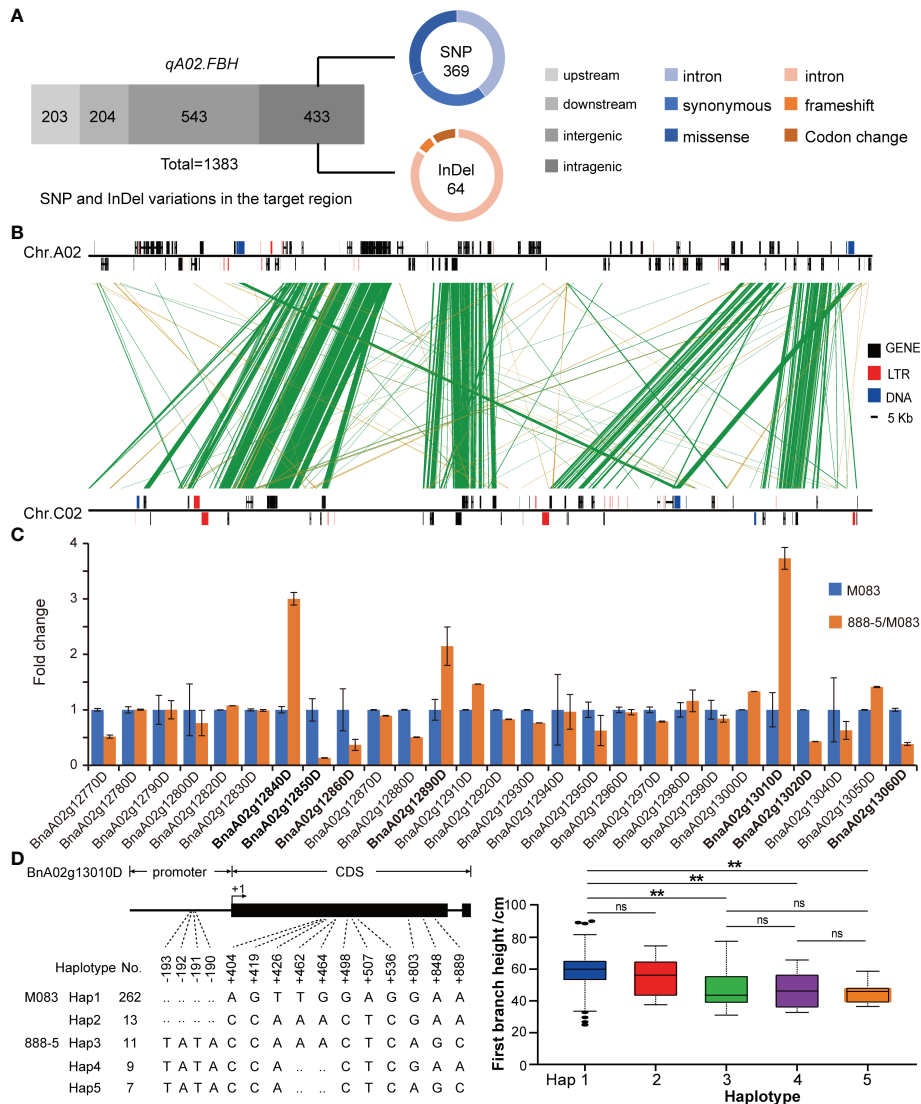 A
qA02.FBH
203 204 543 433
Total=1383
SNP and InDel variations in the target region
SNP
369
InDel
64
upstream
downstream
intergenic
intragenic
intron
synonymous
missense
intron
frameshift
Codon change
B
Chr.A02
Chr.C02
GENE
LTR
DNA
5 Kb
C
Fold change
4
3
2
1
0
M083
888-5/M083
BnaA02g12770D
BnaA02g12780D
BnaA02g12790D
BnaA02g12800D
BnaA02g12820D
BnaA02g12830D
BnaA02g12840D
BnaA02g12850D
BnaA02g12860D
BnaA02g12870D
BnaA02g12880D
BnaA02g12890D
BnaA02g12910D
BnaA02g12920D
BnaA02g12930D
BnaA02g12940D
BnaA02g12950D
BnaA02g12960D
BnaA02g12970D
BnaA02g12980D
BnaA02g12990D
BnaA02g13000D
BnaA02g13010D
BnaA02g13020D
BnaA02g13040D
BnaA02g13050D
BnaA02g13060D
D
BnA02g13010D promoter CDS
+1
Haplotype No. -193 -192 -191 -190 +404 +419 +426 +462 +464 +498 +507 +536 +803 +848 +889
M083 Hap1 262 .. .. .. .. A G T T G G A G G A A
Hap2 13 .. .. .. .. C C A A A C T C G A A
888-5 Hap3 11 T A T A C C A A A C T C A G C
Hap4 9 T A T A C C A .. .. C T C G A A
Hap5 7 T A T A C C A .. .. C T C A G C
First branch height /cm
100
80
60
40
20
0
**
**
**
ns
ns
ns
ns
Hap 1 2 3 4 5
Haplotype